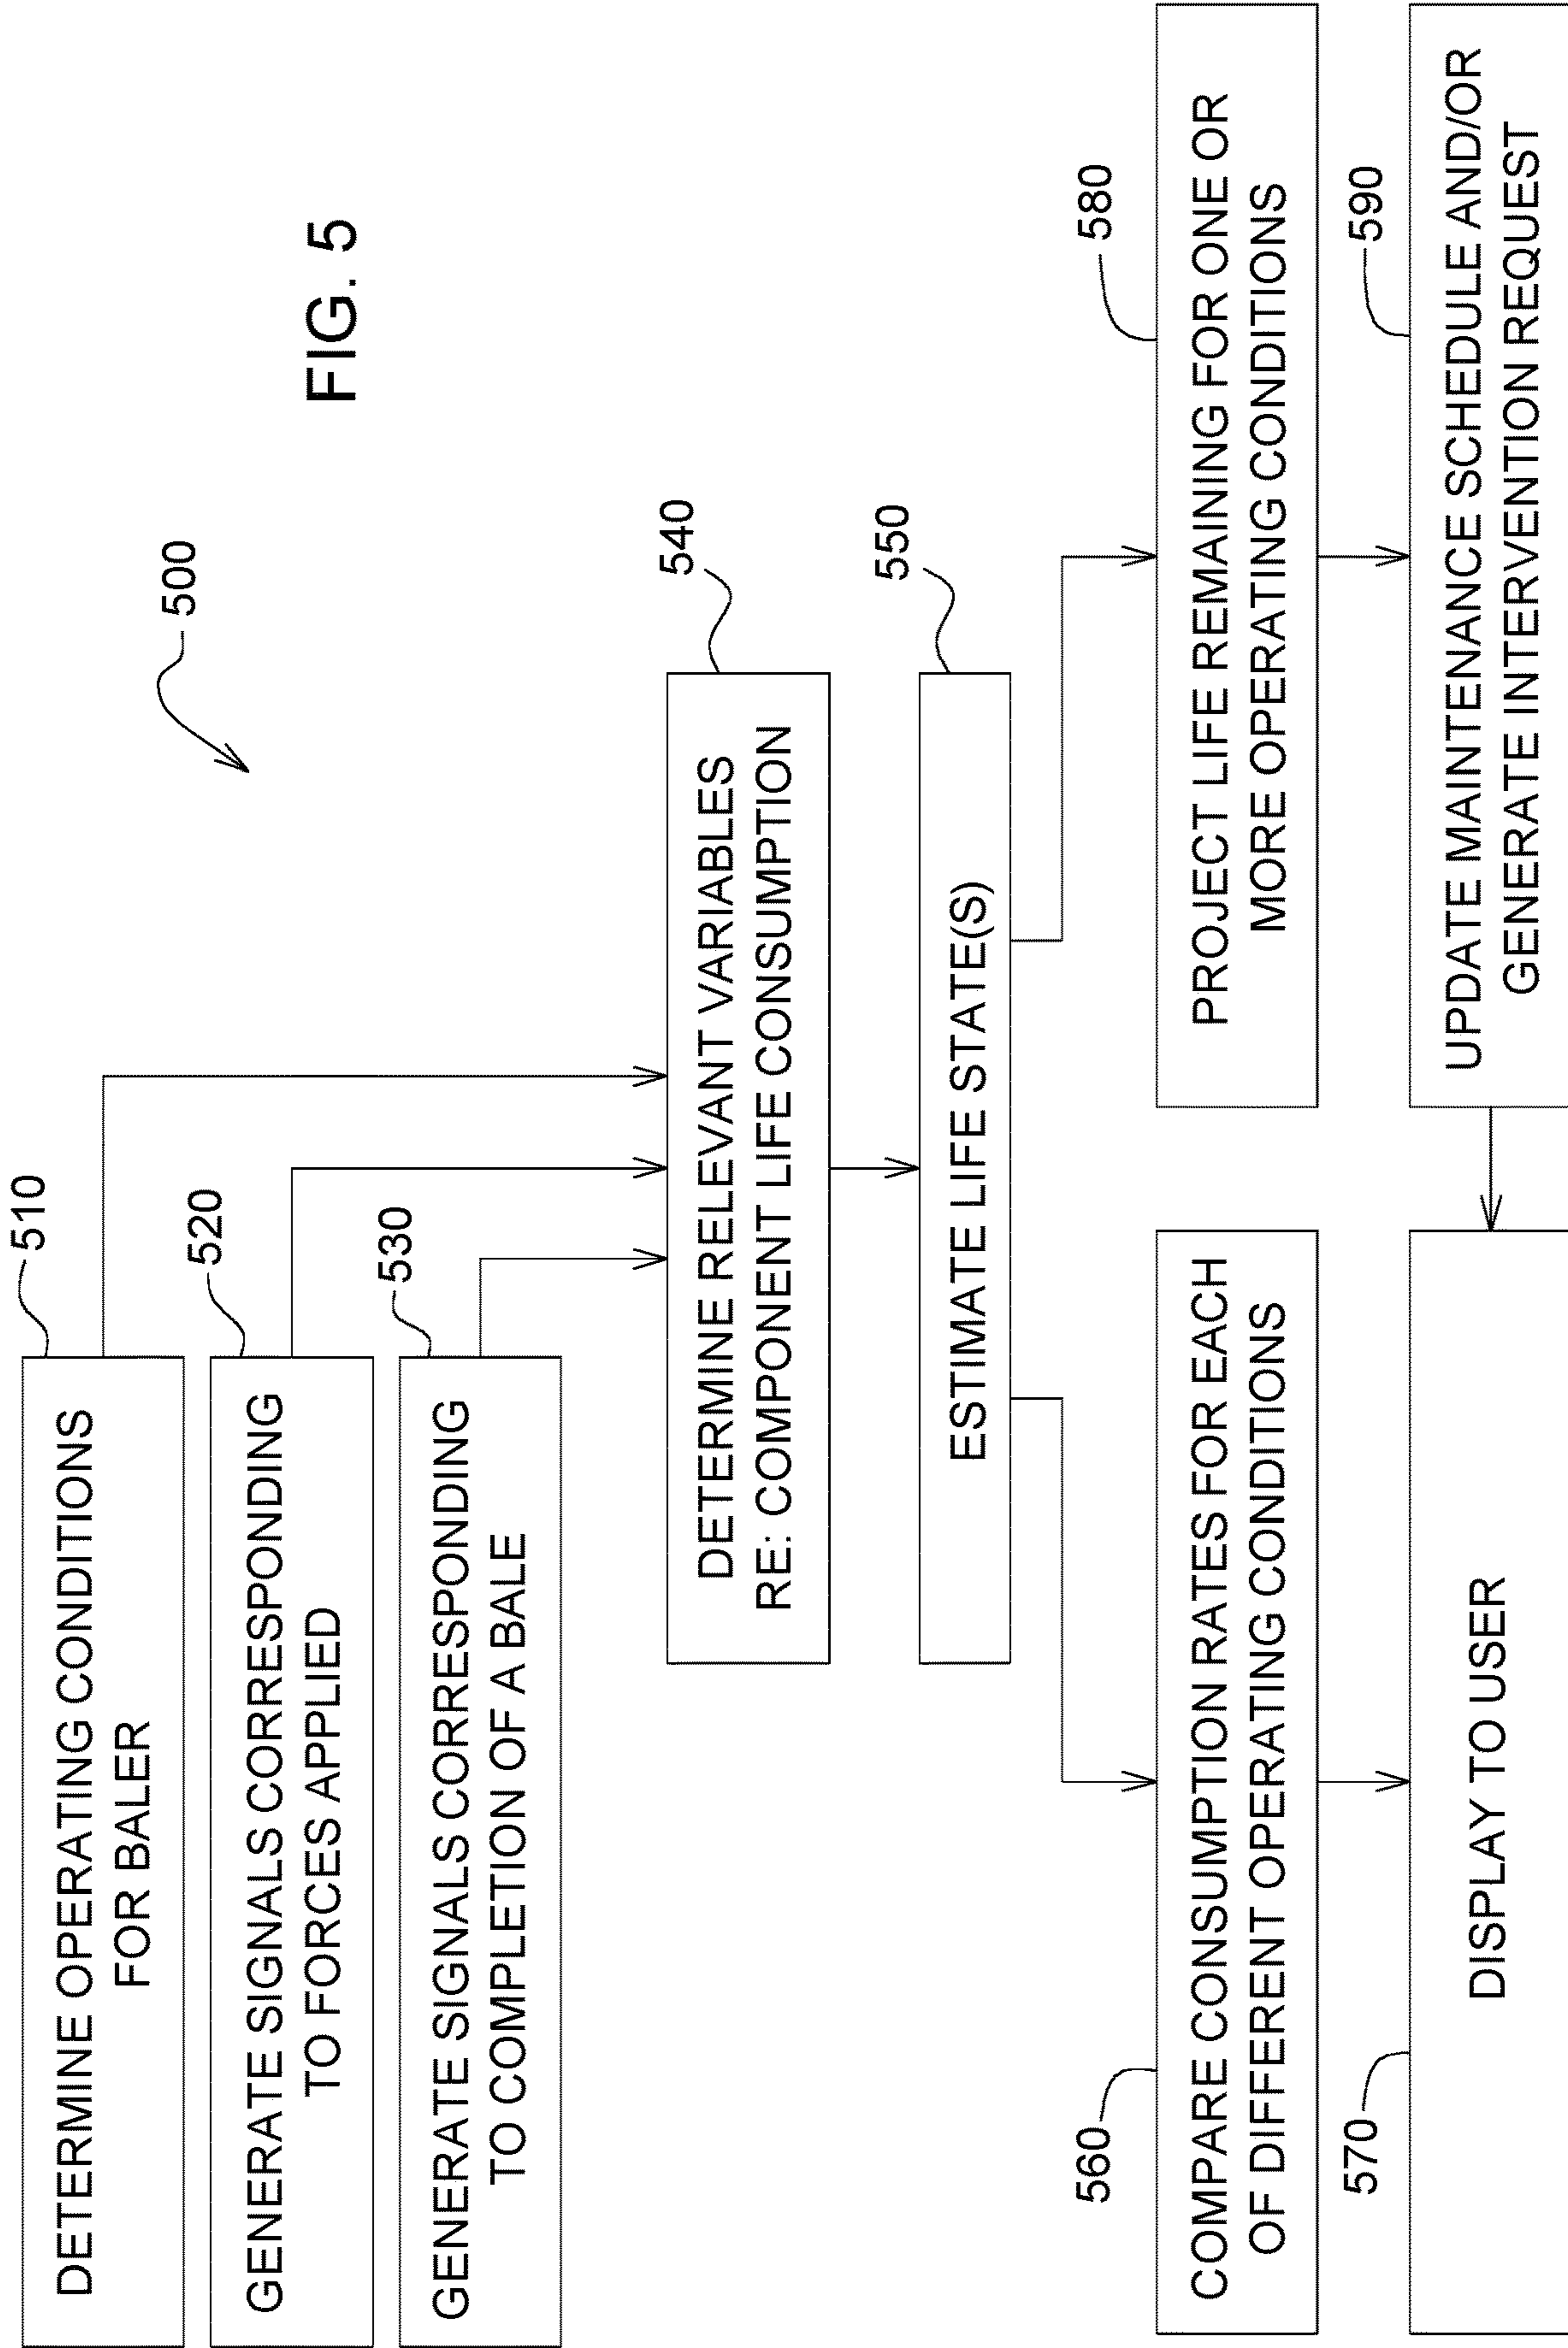 FIG. 5
500
510
DETERMINE OPERATING CONDITIONS
FOR BALER
520
GENERATE SIGNALS CORRESPONDING
TO FORCES APPLIED
530
GENERATE SIGNALS CORRESPONDING
TO COMPLETION OF A BALE
540
DETERMINE RELEVANT VARIABLES
RE: COMPONENT LIFE CONSUMPTION
550
ESTIMATE LIFE STATE(S)
560
COMPARE CONSUMPTION RATES FOR EACH
OF DIFFERENT OPERATING CONDITIONS
570
DISPLAY TO USER
580
PROJECT LIFE REMAINING FOR ONE OR
MORE OPERATING CONDITIONS
590
UPDATE MAINTENANCE SCHEDULE AND/OR
GENERATE INTERVENTION REQUEST